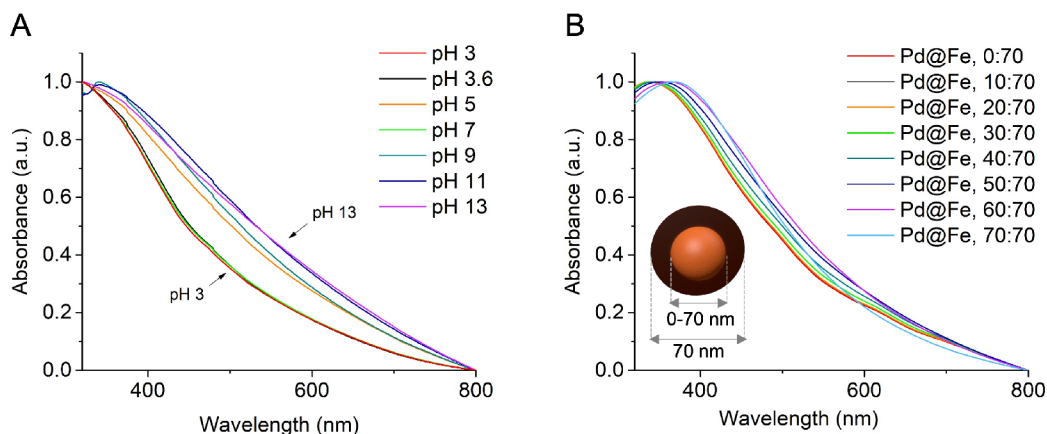 A
pH 3
pH 3.6
pH 5
pH 7
pH 9
pH 11
pH 13
pH 13
pH 3
1.0
0.8
0.6
0.4
0.2
0.0
Absorbance (a.u.)
400
600
800
Wavelength (nm)
B
Pd@Fe, 0:70
Pd@Fe, 10:70
Pd@Fe, 20:70
Pd@Fe, 30:70
Pd@Fe, 40:70
Pd@Fe, 50:70
Pd@Fe, 60:70
Pd@Fe, 70:70
0-70 nm
70 nm
1.0
0.8
0.6
0.4
0.2
0.0
Absorbance (a.u.)
400
600
800
Wavelength (nm)